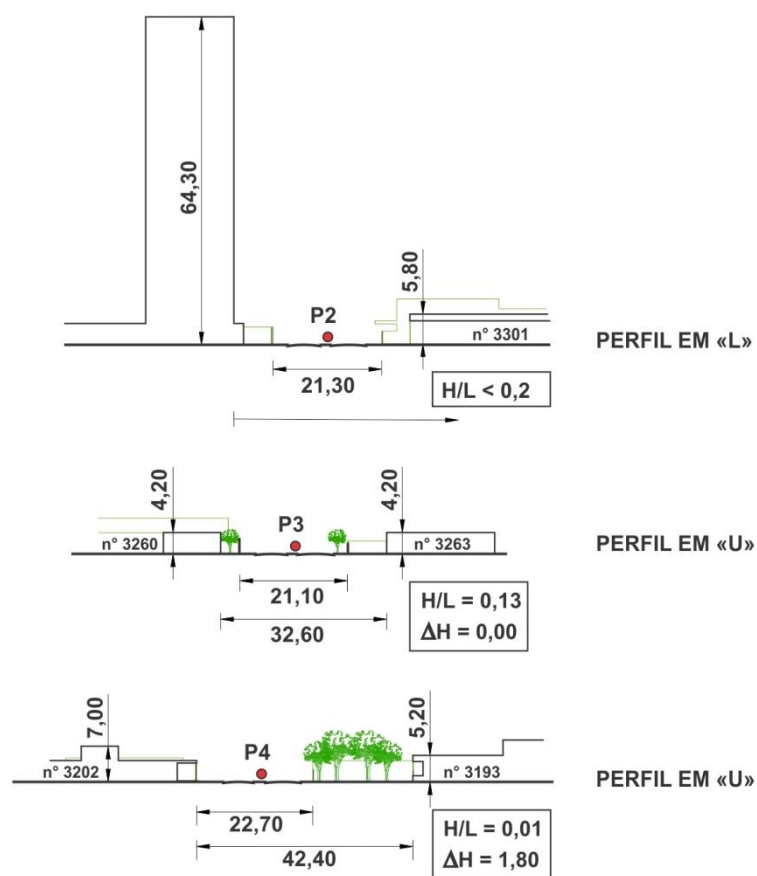 64,30
5,80
P2
n° 3301
PERFIL EM «L»
21,30
H/L < 0,2
4,20
4,20
P3
n° 3260
n° 3263
PERFIL EM «U»
21,10
32,60
H/L = 0,13
ΔH = 0,00
7,00
5,20
P4
n° 3202
n° 3193
PERFIL EM «U»
22,70
42,40
H/L = 0,01
ΔH = 1,80